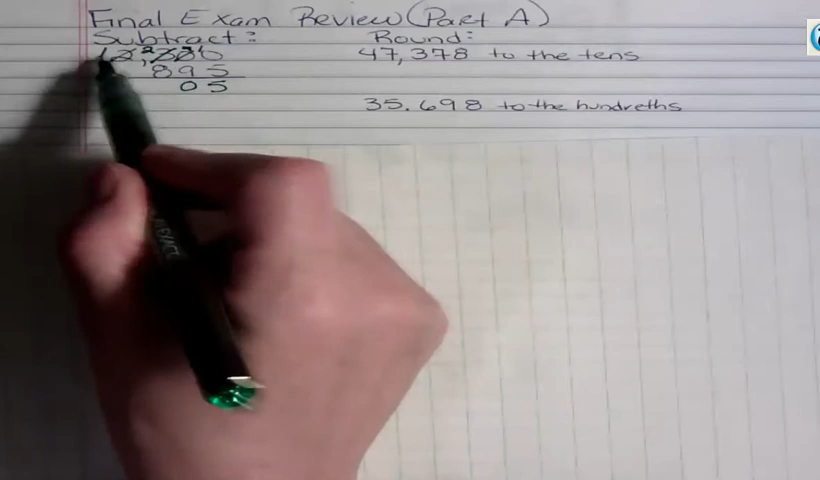 Final Exam Review (Part A)
Subtract: Round:
47,378 to the tens
895
05
35.698 to the hundreths